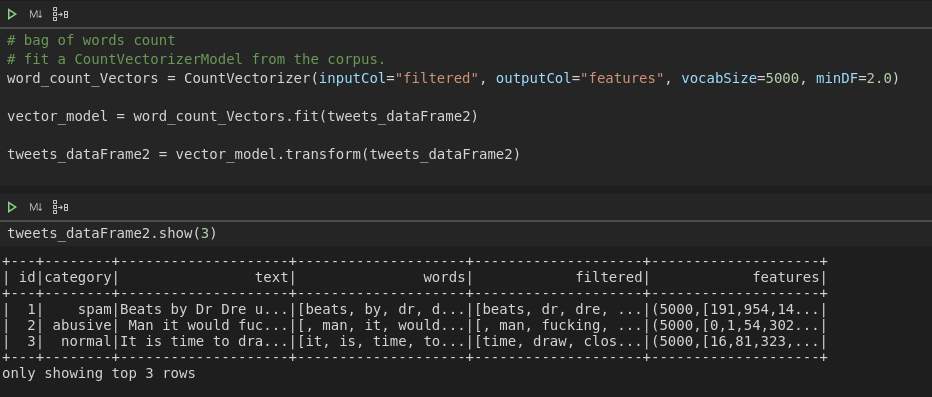 M↓
# bag of words count
# fit a CountVectorizerModel from the corpus.
word_count_Vectors = CountVectorizer(inputCol="filtered", outputCol="features", vocabSize=5000, minDF=2.0)
vector_model = word_count_Vectors.fit(tweets_dataFrame2)
tweets_dataFrame2 = vector_model.transform(tweets_dataFrame2)
M↓
tweets_dataFrame2.show(3)
+---+--------+--------------------+--------------------+--------------------+--------------------+
| id|category|                text|               words|            filtered|            features|
+---+--------+--------------------+--------------------+--------------------+--------------------+
|  1|    spam|Beats by Dr Dre u...|[beats, by, dr, d...|[beats, dr, dre, ...|(5000,[191,954,14...|
|  2| abusive| Man it would fuc...|[, man, it, would...|[, man, fucking, ...|(5000,[0,1,54,302...|
|  3|  normal|It is time to dra...|[it, is, time, to...|[time, draw, clos...|(5000,[16,81,323,...|
+---+--------+--------------------+--------------------+--------------------+--------------------+
only showing top 3 rows